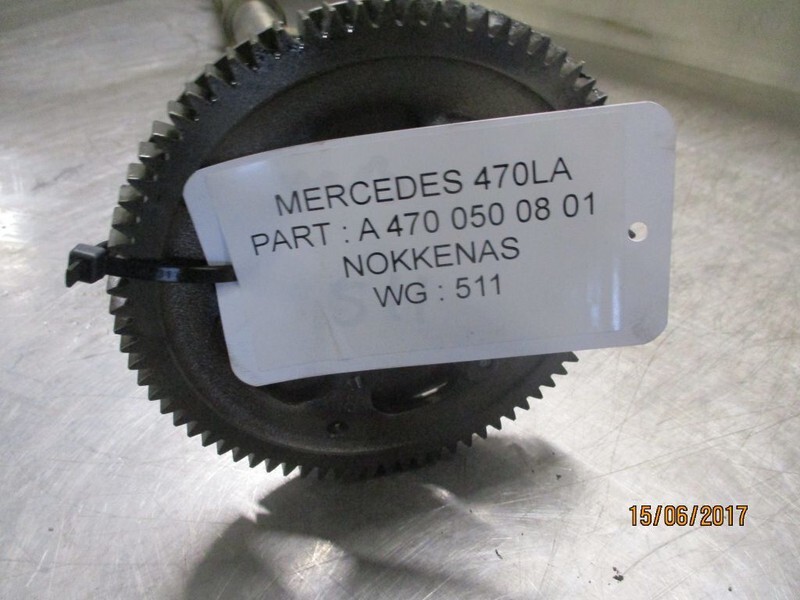 MERCEDES 470LA
PART : A 470 050 08 01
NOKKENAS
WG : 511
15/06/2017